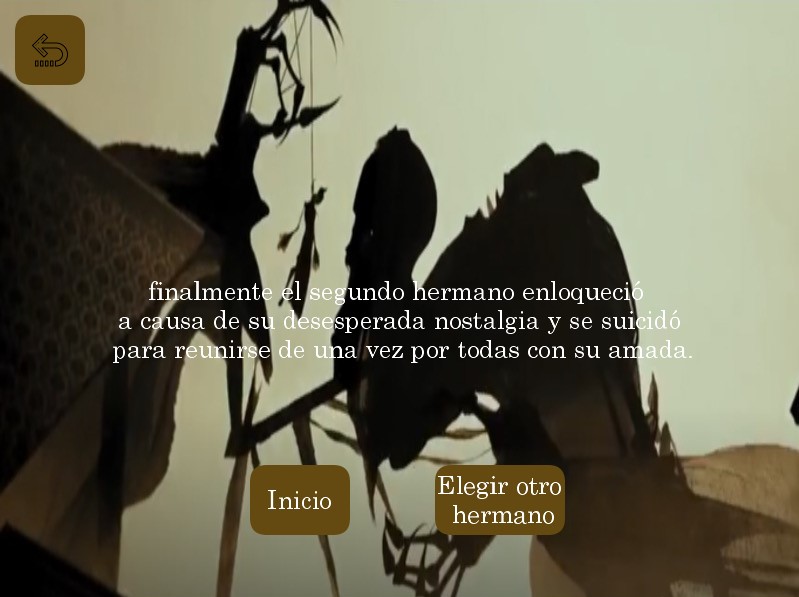 finalmente el segundo hermano enloqueció
a causa de su desesperada nostalgia y se suicidó
para reunirse de una vez por todas con su amada.
Inicio
Elegir otro
hermano